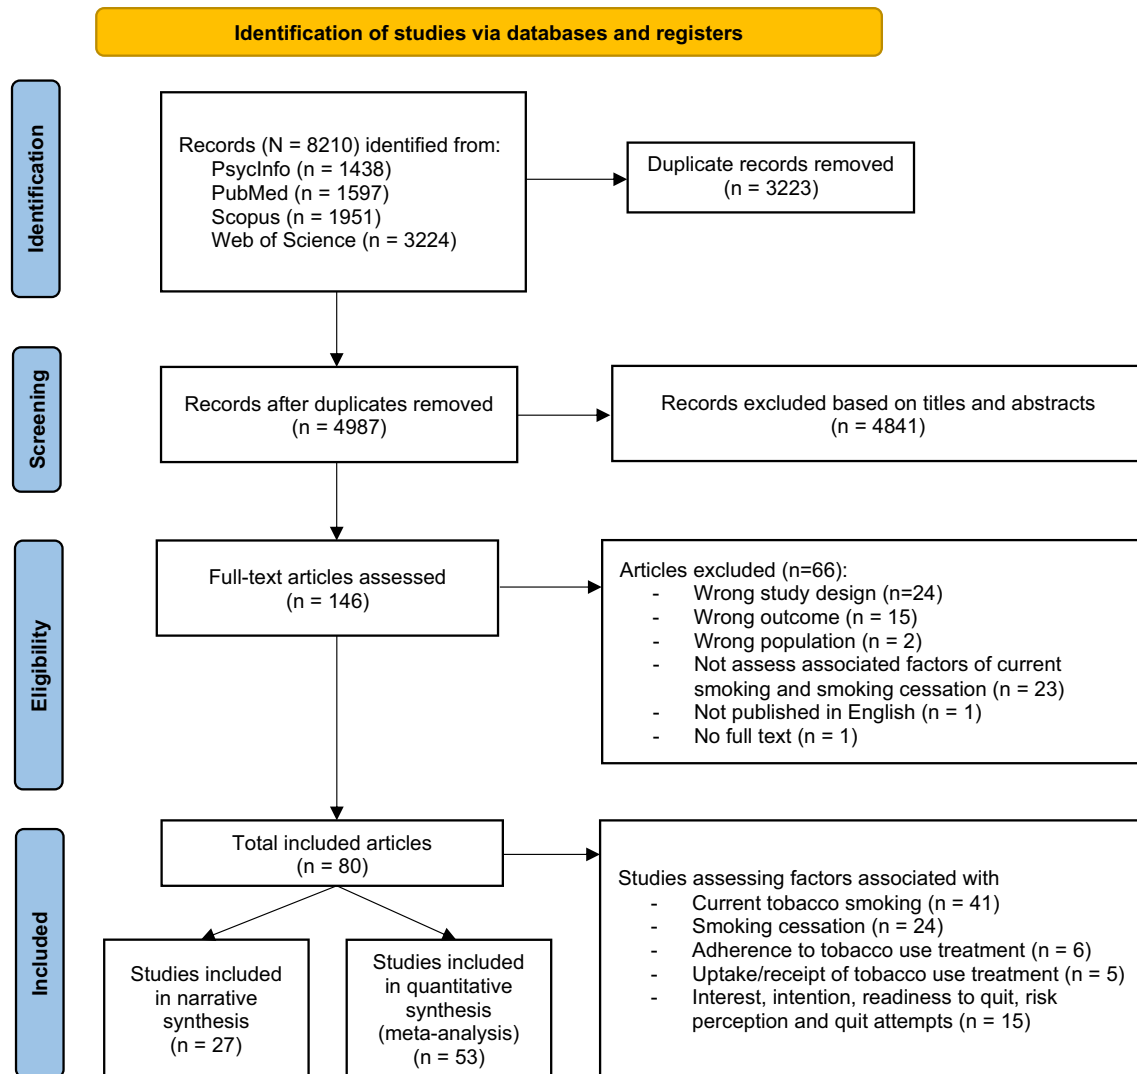 Identification of studies via databases and registers
Identification
Records (N = 8210) identified from:
PsycInfo (n = 1438)
PubMed (n = 1597)
Scopus (n = 1951)
Web of Science (n = 3224)
Duplicate records removed
(n = 3223)
Screening
Records after duplicates removed
(n = 4987)
Records excluded based on titles and abstracts
(n = 4841)
Eligibility
Full-text articles assessed
(n = 146)
Articles excluded (n=66):
- Wrong study design (n=24)
- Wrong outcome (n = 15)
- Wrong population (n = 2)
- Not assess associated factors of current
smoking and smoking cessation (n = 23)
- Not published in English (n = 1)
- No full text (n = 1)
Included
Total included articles
(n = 80)
Studies assessing factors associated with
- Current tobacco smoking (n = 41)
- Smoking cessation (n = 24)
- Adherence to tobacco use treatment (n = 6)
- Uptake/receipt of tobacco use treatment (n = 5)
- Interest, intention, readiness to quit, risk
perception and quit attempts (n = 15)
Studies included
in narrative
synthesis
(n = 27)
Studies included
in quantitative
synthesis
(meta-analysis)
(n = 53)